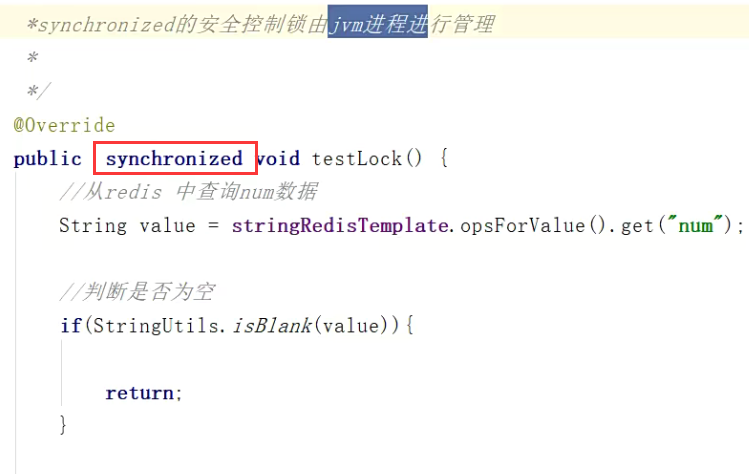 *synchronized的安全控制锁由jvm进程进行管理
*
*/
@Override
public synchronized void testLock() {
//从redis 中查询num数据
String value = stringRedisTemplate.opsForValue().get("num");
//判断是否为空
if(StringUtils.isBlank(value)){
return;
}